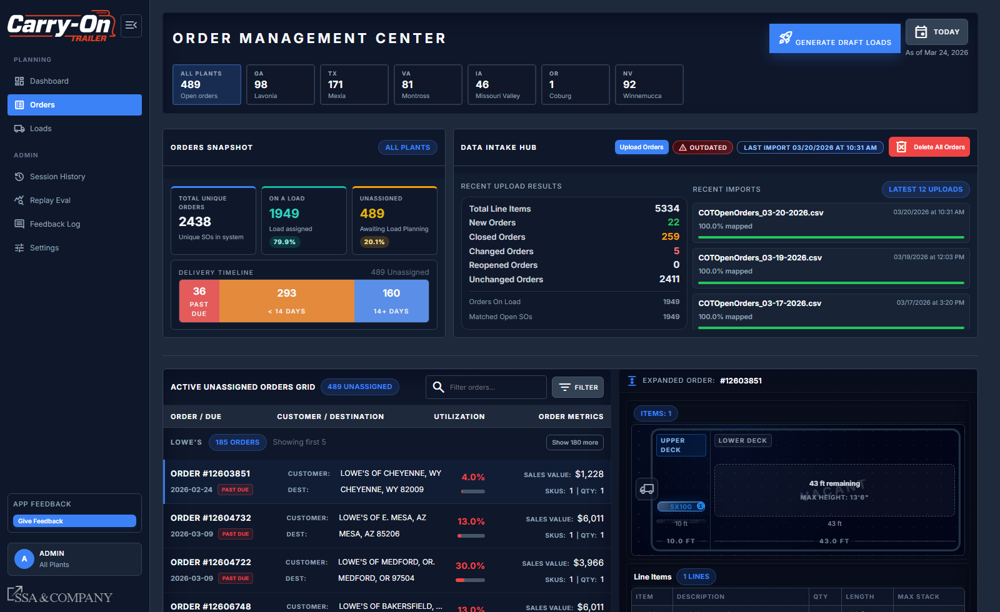 Carry-On
TRAILER
PLANNING
Dashboard
Orders
Loads
ADMIN
Session History
Replay Eval
Feedback Log
Settings
APP FEEDBACK
Give Feedback
A
ADMIN
All Plants
SSA & COMPANY
ORDER MANAGEMENT CENTER
GENERATE DRAFT LOADS
TODAY
As of Mar 24, 2026
ALL PLANTS
489
Open orders
GA
98
Lavonia
TX
171
Mexia
VA
81
Montross
IA
46
Missouri Valley
OR
1
Coburg
NV
92
Winnemucca
ORDERS SNAPSHOT
ALL PLANTS
TOTAL UNIQUE
ORDERS
2438
Unique SOs in system
ON A LOAD
1949
Load assigned
79.9%
UNASSIGNED
489
Awaiting Load Planning
20.1%
DELIVERY TIMELINE
489 Unassigned
36
PAST
DUE
293
< 14 DAYS
160
14+ DAYS
DATA INTAKE HUB
Upload Orders
OUTDATED
LAST IMPORT 03/20/2026 AT 10:31 AM
Delete All Orders
RECENT UPLOAD RESULTS
Total Line Items 5334
New Orders 22
Closed Orders 259
Changed Orders 5
Reopened Orders 0
Unchanged Orders 2411
Orders On Load 1949
Matched Open SOs 1949
RECENT IMPORTS
LATEST 12 UPLOADS
COTOpenOrders_03-20-2026.csv 03/20/2026 at 10:31 AM
100.0% mapped
COTOpenOrders_03-19-2026.csv 03/19/2026 at 12:03 PM
100.0% mapped
COTOpenOrders_03-17-2026.csv 03/17/2026 at 3:20 PM
100.0% mapped
ACTIVE UNASSIGNED ORDERS GRID
489 UNASSIGNED
Filter orders...
FILTER
ORDER / DUE CUSTOMER / DESTINATION UTILIZATION ORDER METRICS
LOWE'S 185 ORDERS Showing first 5 Show 180 more
ORDER #12603851 CUSTOMER: LOWE'S OF CHEYENNE, WY 4.0% SALES VALUE: $1,228
2026-02-24 PAST DUE DEST: CHEYENNE, WY 82009 SKUS: 1 | QTY: 1
ORDER #12604732 CUSTOMER: LOWE'S OF E. MESA, AZ 13.0% SALES VALUE: $6,011
2026-03-09 PAST DUE DEST: MESA, AZ 85206 SKUS: 1 | QTY: 1
ORDER #12604722 CUSTOMER: LOWE'S OF MEDFORD, OR. 30.0% SALES VALUE: $3,966
2026-03-09 PAST DUE DEST: MEDFORD, OR 97504 SKUS: 1 | QTY: 1
ORDER #12606748 CUSTOMER: LOWE'S OF BAKERSFIELD, ... 13.0% SALES VALUE: $6,011
EXPANDED ORDER: #12603851
ITEMS: 1
UPPER
DECK
LOWER DECK
VACANT
43 ft remaining
MAX HEIGHT: 13'6"
5X10G
10 ft
43 ft
10.0 FT
43.0 FT
Line Items 1 LINES
ITEM DESCRIPTION QTY LENGTH MAX STACK